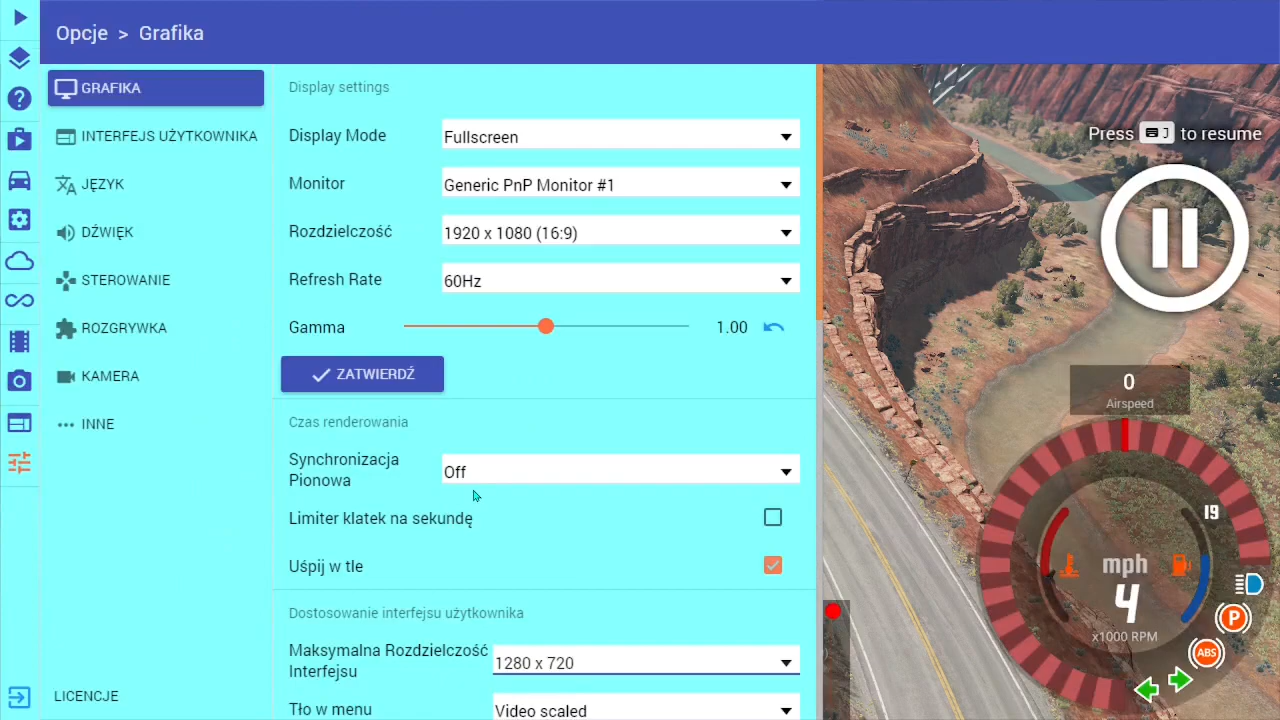 Opcje > Grafika
GRAFIKA
INTERFEJS UŻYTKOWNIKA
JĘZYK
DŹWIĘK
STEROWANIE
ROZGRYWKA
KAMERA
INNE
LICENCJE
Display settings
Display Mode
Fullscreen
Monitor
Generic PnP Monitor #1
Rozdzielczość
1920 x 1080 (16:9)
Refresh Rate
60Hz
Gamma
1.00
ZATWIERDŹ
Czas renderowania
Synchronizacja
Pionowa
Off
Limiter klatek na sekundę
Uśpij w tle
Dostosowanie interfejsu użytkownika
Maksymalna Rozdzielczość
Interfejsu
1280 x 720
Tło w menu
Video scaled
Press J to resume
0
Airspeed
19
mph
4
x1000 RPM
P
ABS